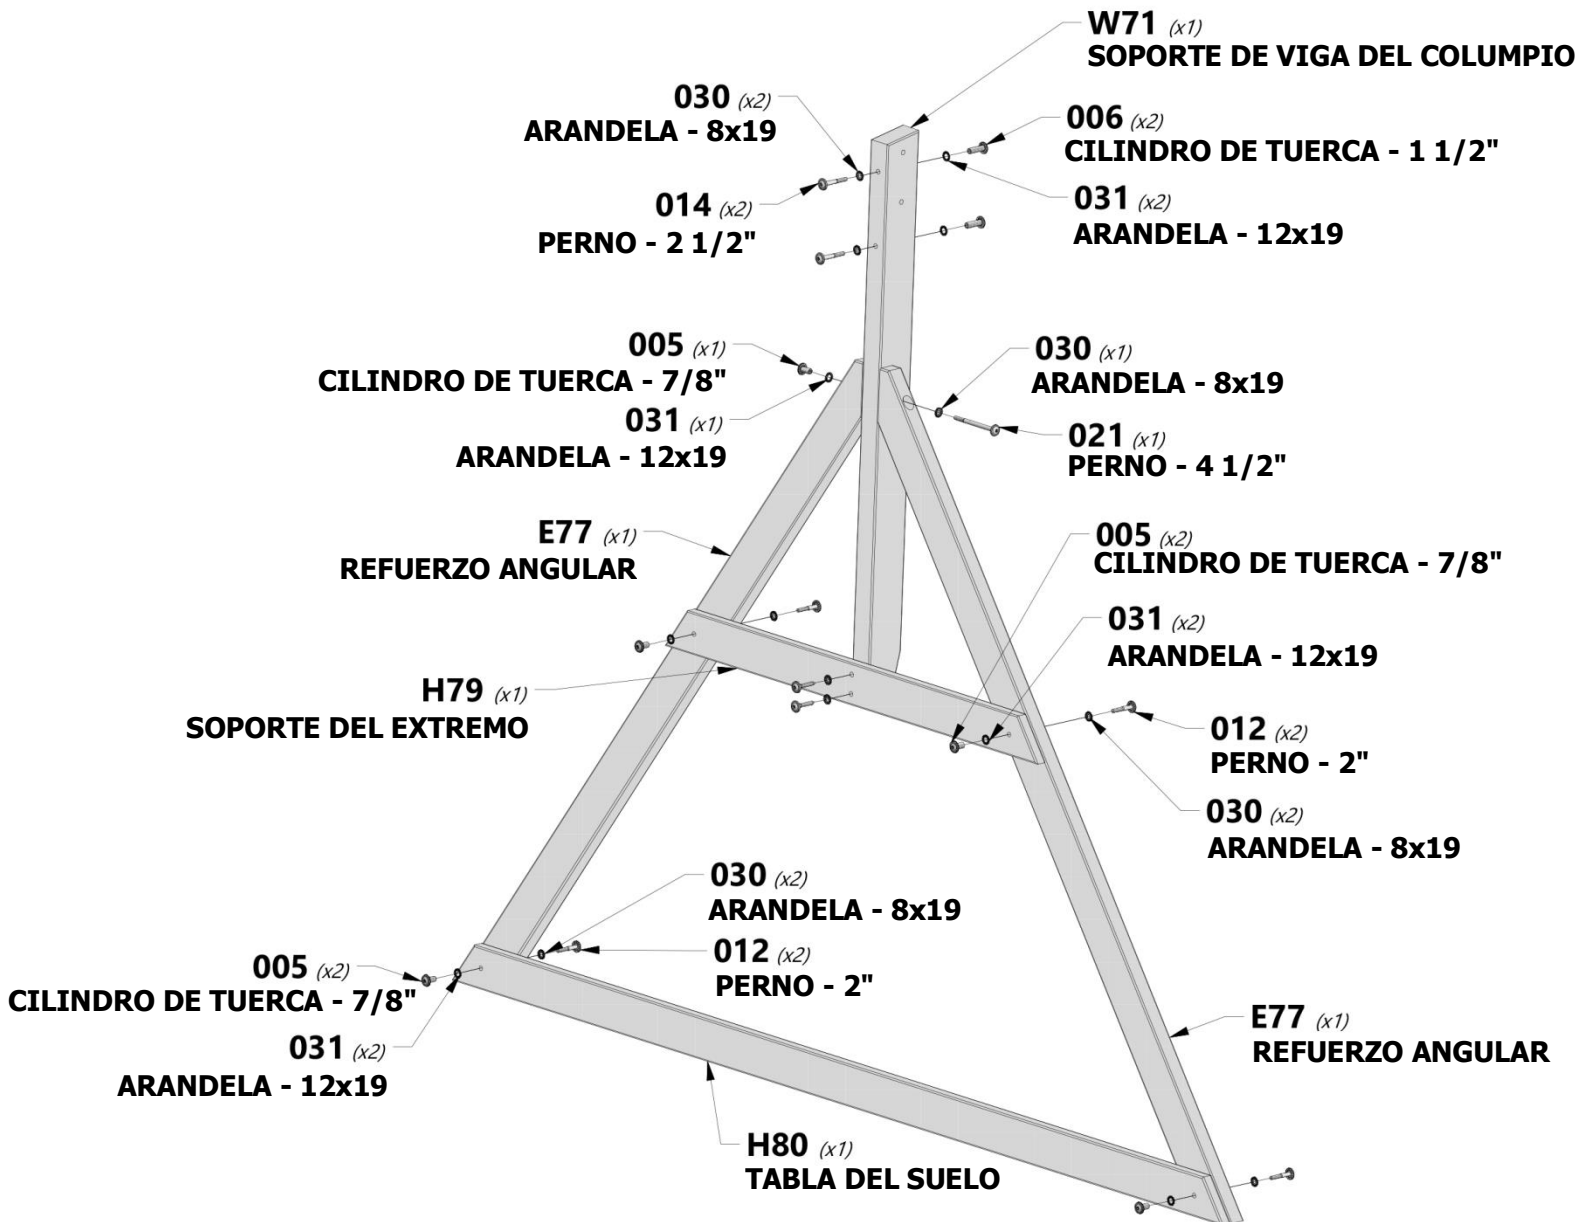 W71 (x1)
SOPORTE DE VIGA DEL COLUMPIO
030 (x2)
ARANDELA - 8x19
006 (x2)
CILINDRO DE TUERCA - 1 1/2"
014 (x2)
PERNO - 2 1/2"
031 (x2)
ARANDELA - 12x19
005 (x1)
CILINDRO DE TUERCA - 7/8"
030 (x1)
ARANDELA - 8x19
031 (x1)
ARANDELA - 12x19
021 (x1)
PERNO - 4 1/2"
E77 (x1)
REFUERZO ANGULAR
005 (x2)
CILINDRO DE TUERCA - 7/8"
031 (x2)
ARANDELA - 12x19
H79 (x1)
SOPORTE DEL EXTREMO
012 (x2)
PERNO - 2"
030 (x2)
ARANDELA - 8x19
030 (x2)
ARANDELA - 8x19
012 (x2)
PERNO - 2"
005 (x2)
CILINDRO DE TUERCA - 7/8"
031 (x2)
ARANDELA - 12x19
E77 (x1)
REFUERZO ANGULAR
H80 (x1)
TABLA DEL SUELO